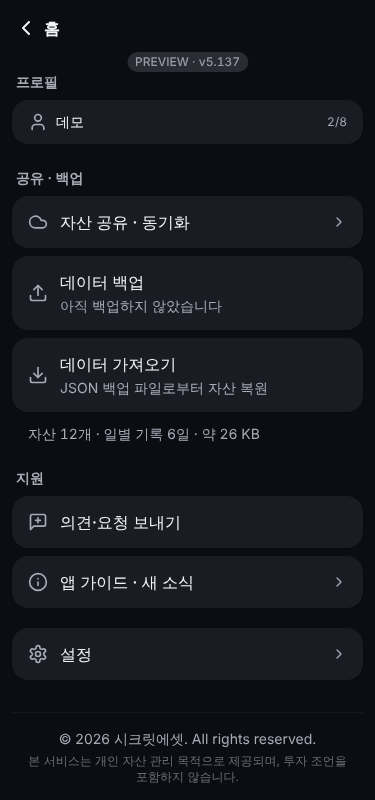 홈
PREVIEW · v5.137
프로필
데모 2/8
공유 · 백업
자산 공유 · 동기화
데이터 백업
아직 백업하지 않았습니다
데이터 가져오기
JSON 백업 파일로부터 자산 복원
자산 12개 · 일별 기록 6일 · 약 26 KB
지원
의견·요청 보내기
앱 가이드 · 새 소식
설정
© 2026 시크릿에셋. All rights reserved.
본 서비스는 개인 자산 관리 목적으로 제공되며, 투자 조언을
포함하지 않습니다.